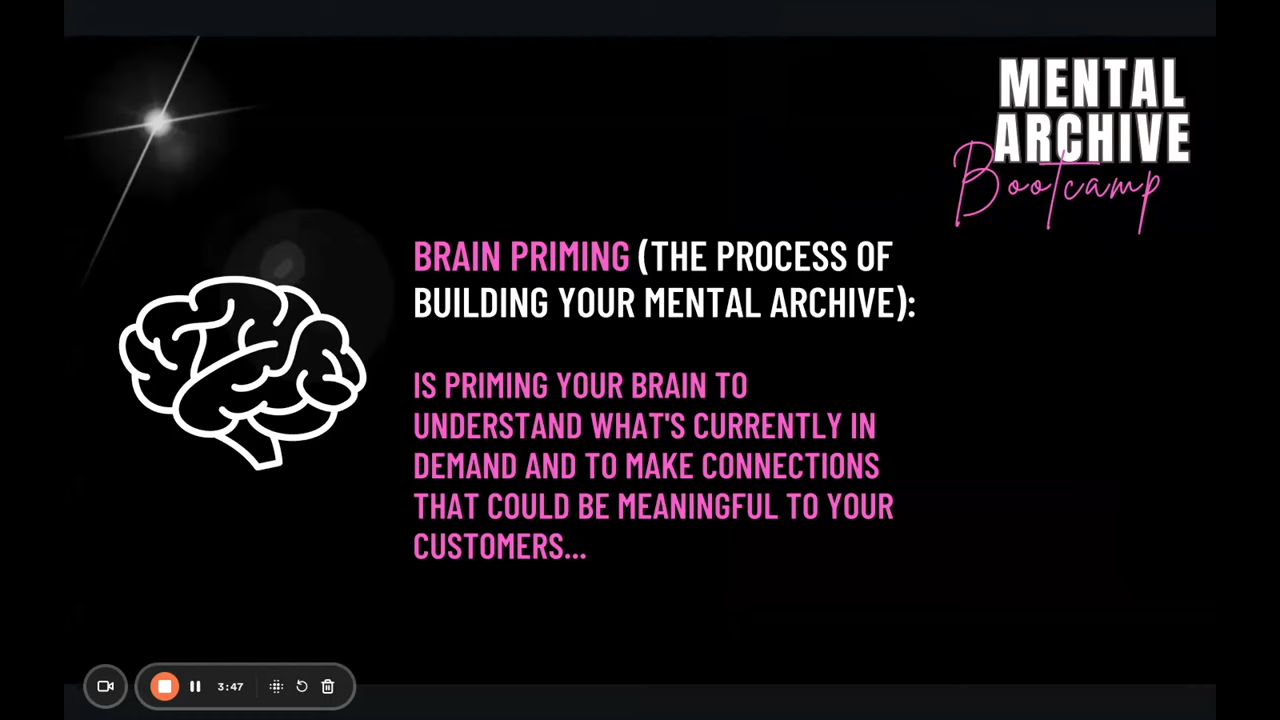 MENTAL
ARCHIVE
Bootcamp
BRAIN PRIMING (THE PROCESS OF
BUILDING YOUR MENTAL ARCHIVE):
IS PRIMING YOUR BRAIN TO
UNDERSTAND WHAT'S CURRENTLY IN
DEMAND AND TO MAKE CONNECTIONS
THAT COULD BE MEANINGFUL TO YOUR
CUSTOMERS...
3:47